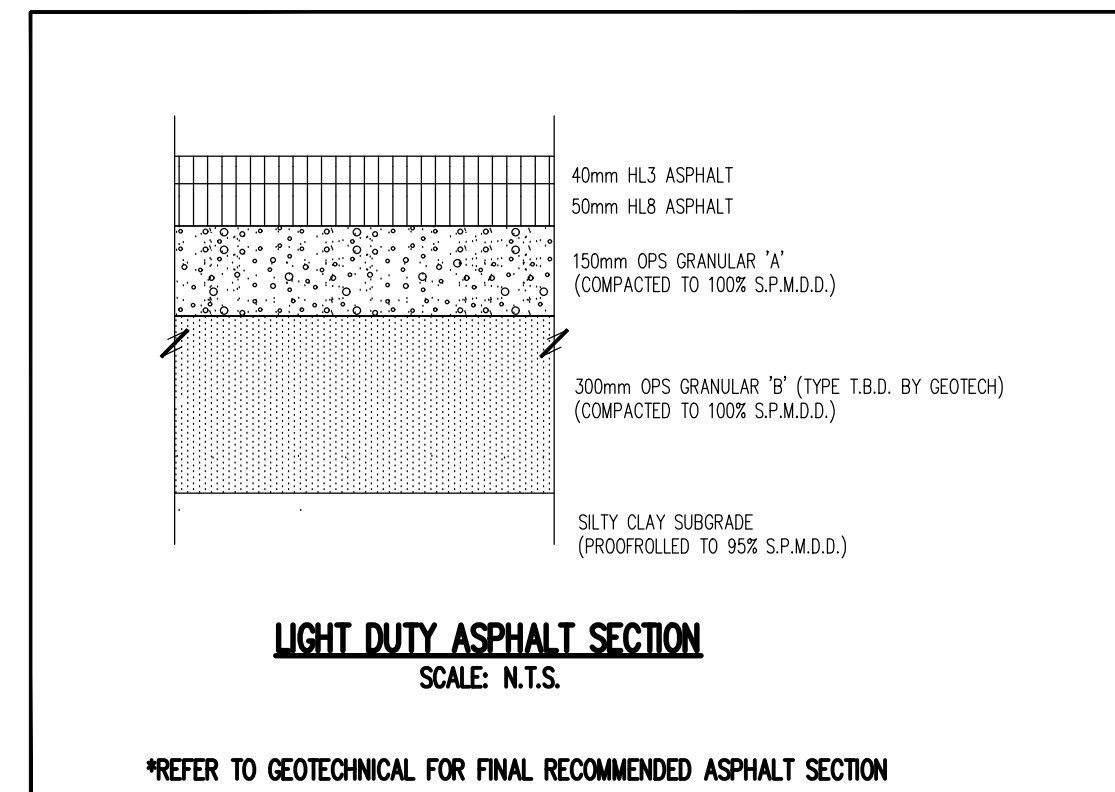 40mm HL3 ASPHALT
50mm HL8 ASPHALT
150mm OPS GRANULAR 'A'
(COMPACTED TO 100% S.P.M.D.D.)
300mm OPS GRANULAR 'B' (TYPE T.B.D. BY GEOTECH)
(COMPACTED TO 100% S.P.M.D.D.)
SILTY CLAY SUBGRADE
(PROOFROLLED TO 95% S.P.M.D.D.)
LIGHT DUTY ASPHALT SECTION
SCALE: N.T.S.
*REFER TO GEOTECHNICAL FOR FINAL RECOMMENDED ASPHALT SECTION